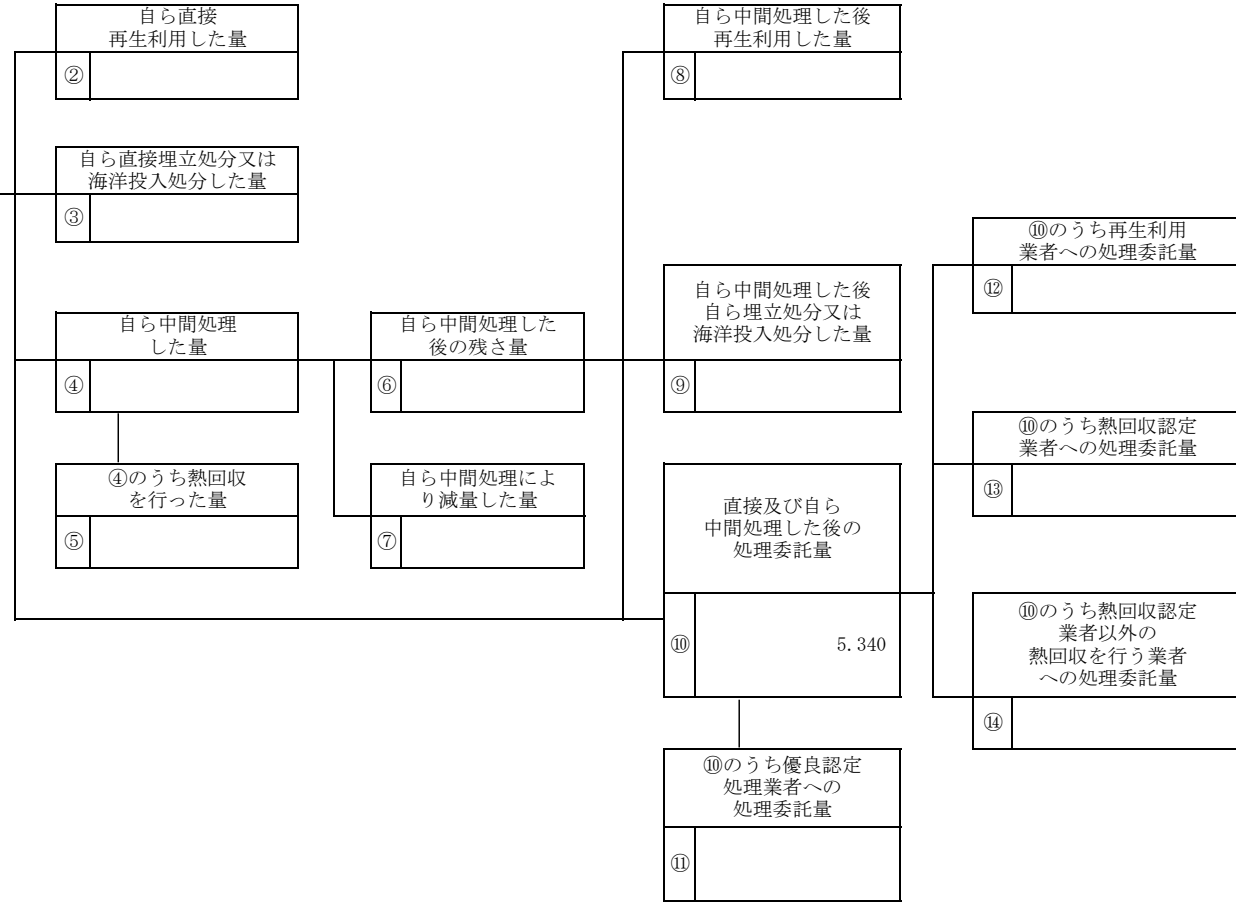 自ら直接
再生利用した量
②
自ら直接埋立処分又は
海洋投入処分した量
③
自ら中間処理
した量
④
④のうち熱回収
を行った量
⑤
自ら中間処理した
後の残さ量
⑥
自ら中間処理によ
り減量した量
⑦
自ら中間処理した後
再生利用した量
⑧
自ら中間処理した後
自ら埋立処分又は
海洋投入処分した量
⑨
直接及び自ら
中間処理した後の
処理委託量
⑩ 5.340
⑩のうち優良認定
処理業者への
処理委託量
⑪
⑩のうち再生利用
業者への処理委託量
⑫
⑩のうち熱回収認定
業者への処理委託量
⑬
⑩のうち熱回収認定
業者以外の
熱回収を行う業者
への処理委託量
⑭